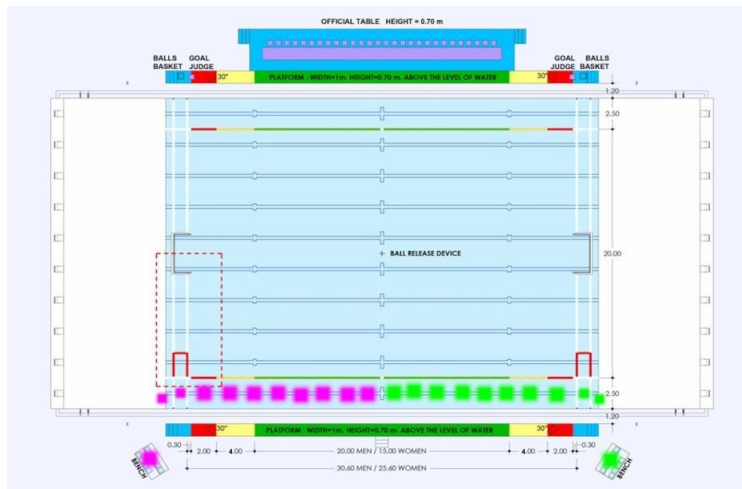 OFFICIAL TABLE HEIGHT = 0.70 m
BALLS BASKET
GOAL JUDGE
GOAL JUDGE
BALLS BASKET
30"
PLATFORM : WIDTH=1m. HEIGHT=0.70 m. ABOVE THE LEVEL OF WATER
30"
1.20
2.50
BALL RELEASE DEVICE
20.00
2.50
1.20
30"
PLATFORM : WIDTH=1m. HEIGHT=0.70 m. ABOVE THE LEVEL OF WATER
30"
0.30
2.00
4.00
20.00 MEN / 15.00 WOMEN
4.00
2.00
0.30
BENCH
30.60 MEN / 25.60 WOMEN
BENCH